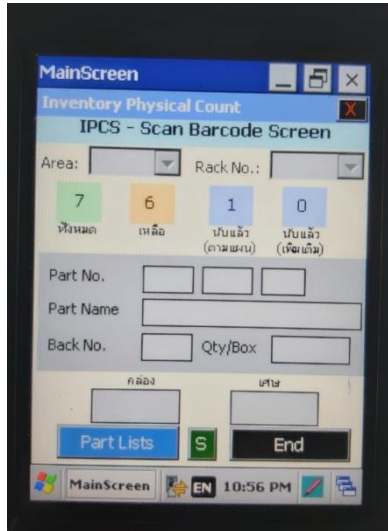 MainScreen
Inventory Physical Count X
IPCS - Scan Barcode Screen
Area: Rack No.:
7 6 1 0
ทั้งหมด เหลือ นับแล้ว นับแล้ว
(ตามแผน) (เพิ่มเติม)
Part No.
Part Name
Back No. Qty/Box
กล่อง เศษ
Part Lists S End
MainScreen EN 10:56 PM